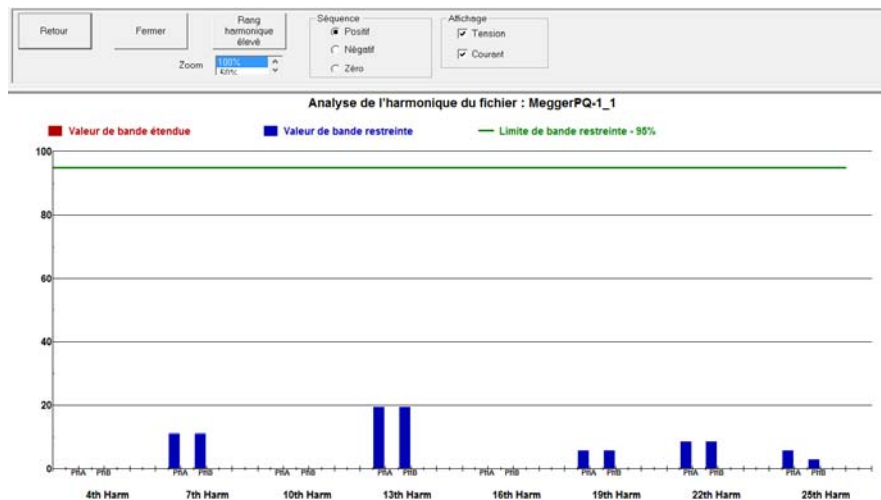 Retour
Fermer
Rang
harmonique
élevé
Zoom
100%
50%
Séquence
Positif
Négatif
Zéro
Affichage
Tension
Courant
Analyse de l'harmonique du fichier : MeggerPQ-1_1
Valeur de bande étendue
Valeur de bande restreinte
Limite de bande restreinte - 95%
100
80
60
40
20
0
PhA PhB PhA PhB PhA PhB PhA PhB PhA PhB PhA PhB PhA PhB PhA PhB
4th Harm 7th Harm 10th Harm 13th Harm 16th Harm 19th Harm 22th Harm 25th Harm